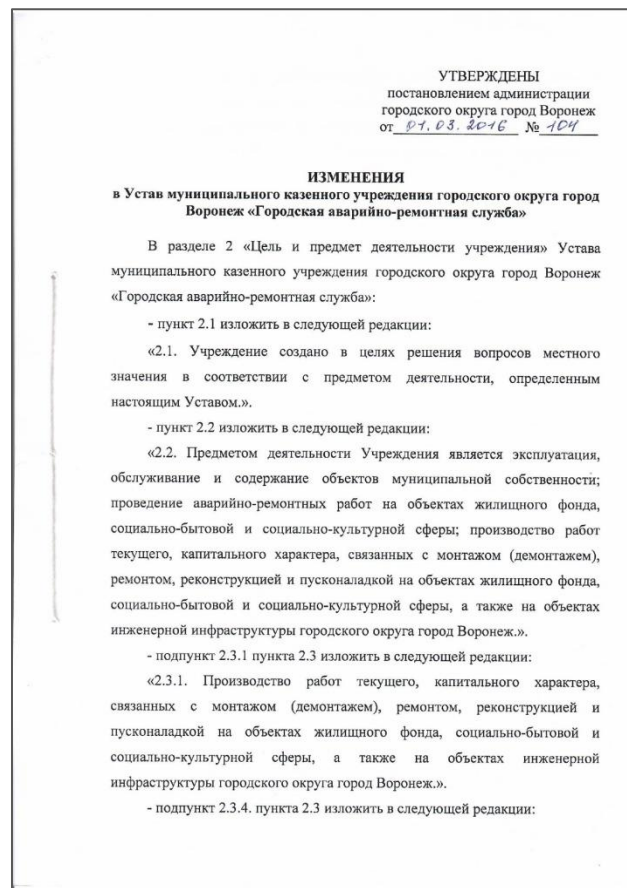 УТВЕРЖДЕНЫ
постановлением администрации
городского округа город Воронеж
от 01.03.2016 № 104
ИЗМЕНЕНИЯ
в Устав муниципального казенного учреждения городского округа город
Воронеж «Городская аварийно-ремонтная служба»
В разделе 2 «Цель и предмет деятельности учреждения» Устава
муниципального казенного учреждения городского округа город Воронеж
«Городская аварийно-ремонтная служба»:
- пункт 2.1 изложить в следующей редакции:
«2.1. Учреждение создано в целях решения вопросов местного
значения в соответствии с предметом деятельности, определенным
настоящим Уставом.».
- пункт 2.2 изложить в следующей редакции:
«2.2. Предметом деятельности Учреждения является эксплуатация,
обслуживание и содержание объектов муниципальной собственности;
проведение аварийно-ремонтных работ на объектах жилищного фонда,
социально-бытовой и социально-культурной сферы; производство работ
текущего, капитального характера, связанных с монтажом (демонтажем),
ремонтом, реконструкцией и пусконаладкой на объектах жилищного фонда,
социально-бытовой и социально-культурной сферы, а также на объектах
инженерной инфраструктуры городского округа город Воронеж.».
- подпункт 2.3.1 пункта 2.3 изложить в следующей редакции:
«2.3.1. Производство работ текущего, капитального характера,
связанных с монтажом (демонтажем), ремонтом, реконструкцией и
пусконаладкой на объектах жилищного фонда, социально-бытовой и
социально-культурной сферы, а также на объектах инженерной
инфраструктуры городского округа город Воронеж.».
- подпункт 2.3.4. пункта 2.3 изложить в следующей редакции: